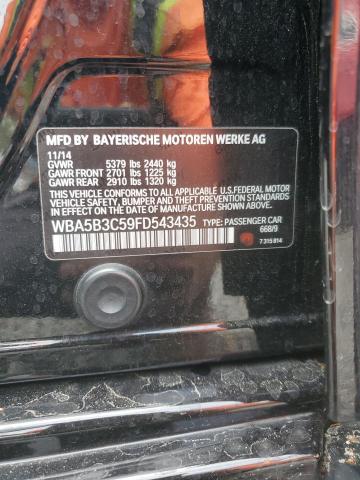 MFD BY BAYERISCHE MOTOREN WERKE AG
11/14
GVWR 5379 lbs 2440 kg
GAWR FRONT 2701 lbs 1225 kg
GAWR REAR 2910 lbs 1320 kg
THIS VEHICLE CONFORMS TO ALL APPLICABLE U.S.FEDERAL MOTOR
VEHICLE SAFETY, BUMPER, AND THEFT PREVENTION STANDARDS
IN EFFECT ON THE DATE OF MANUFACTURE SHOWN ABOVE.
WBA5B3C59FD543435 TYPE: PASSENGER CAR
668/9
7 315 814